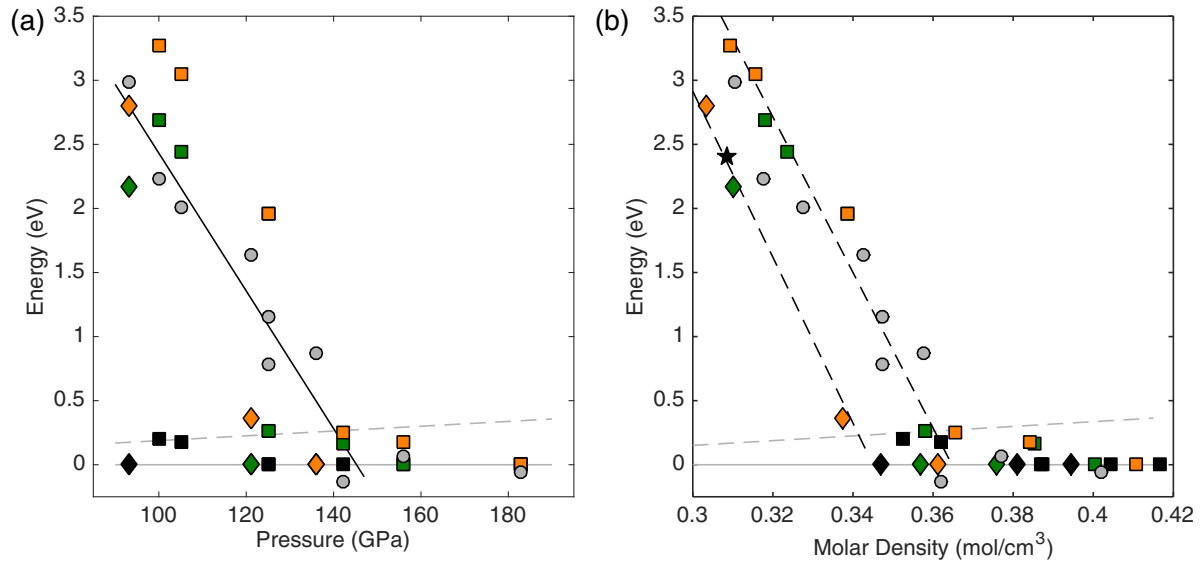 (a)
3.5
3
2.5
2
1.5
1
0.5
0
Energy (eV)
100 120 140 160 180
Pressure (GPa)
(b)
3.5
3
2.5
2
1.5
1
0.5
0
Energy (eV)
0.3 0.32 0.34 0.36 0.38 0.4 0.42
Molar Density (mol/cm³)